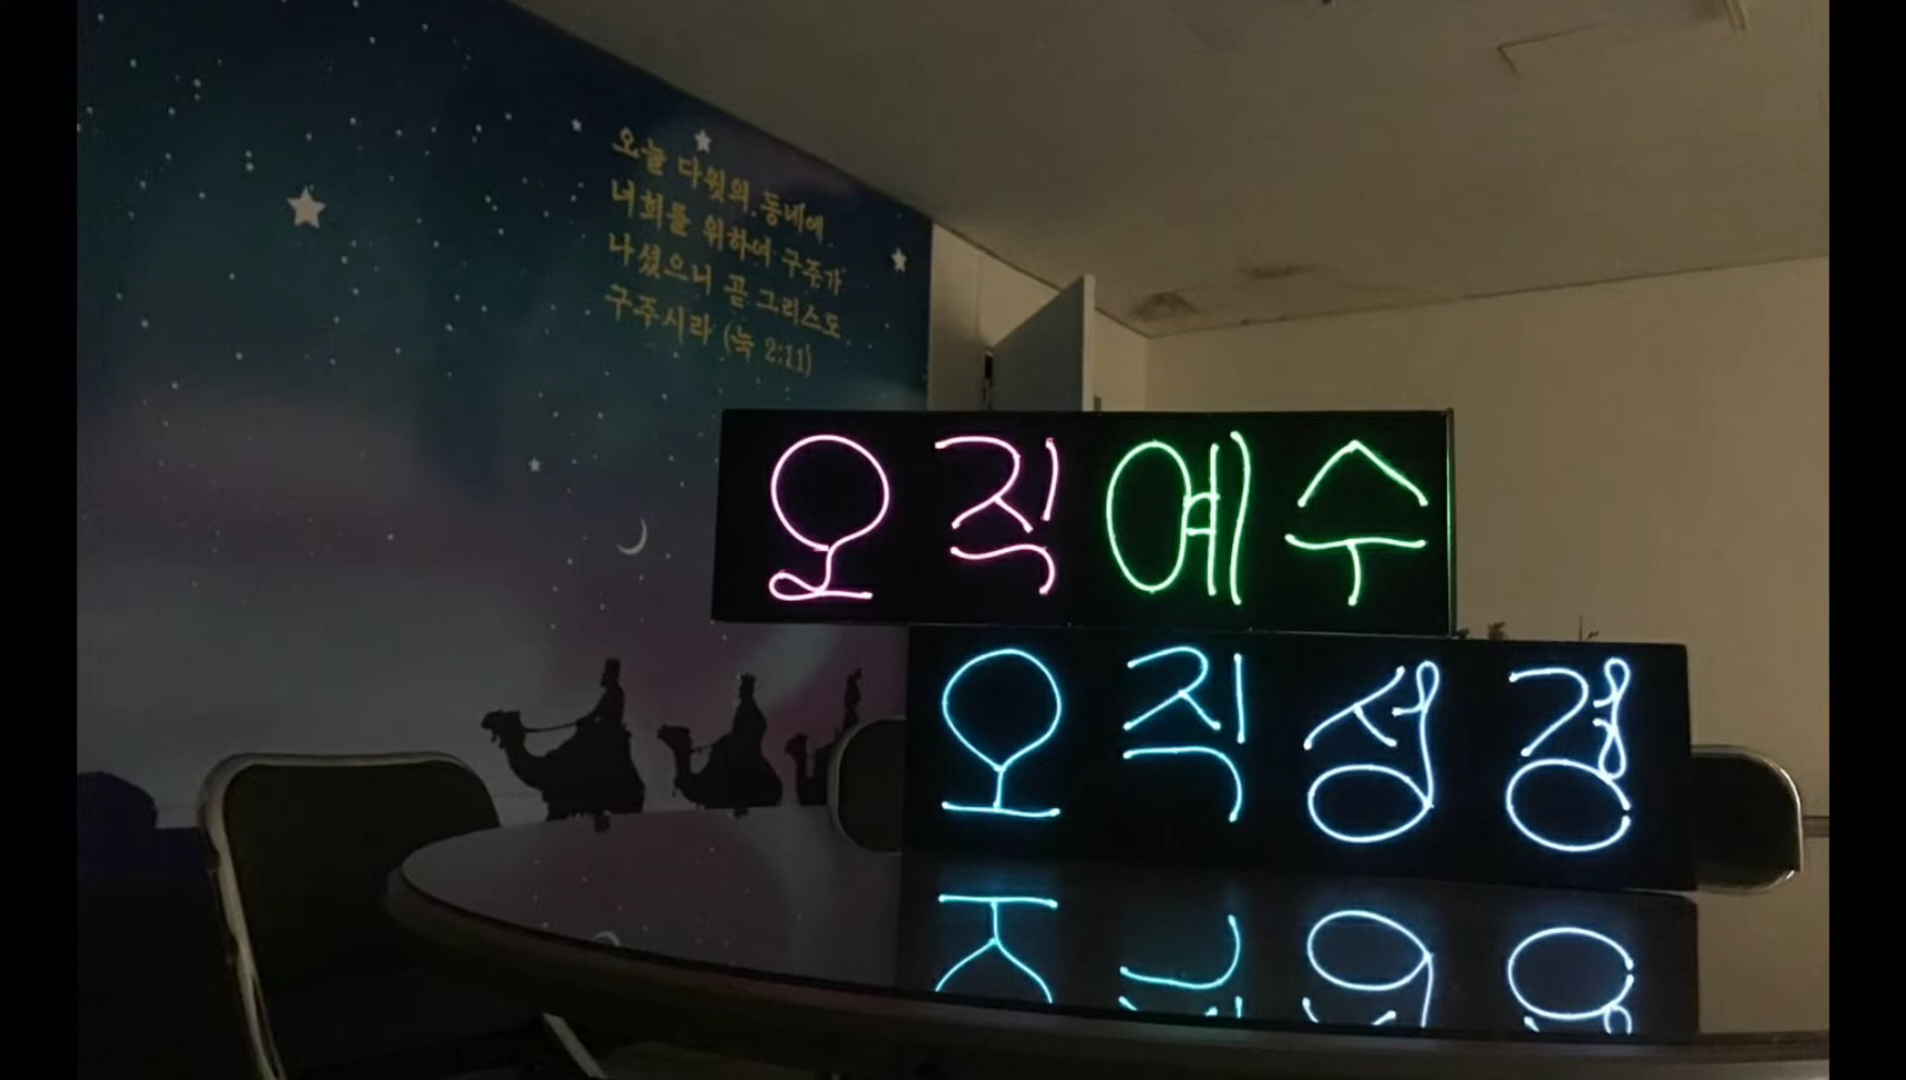 오늘 다윗의 동네에
너희를 위하여 구주가
나셨으니 곧 그리스도
구주시라 (눅 2:11)
오직예수
오직성경